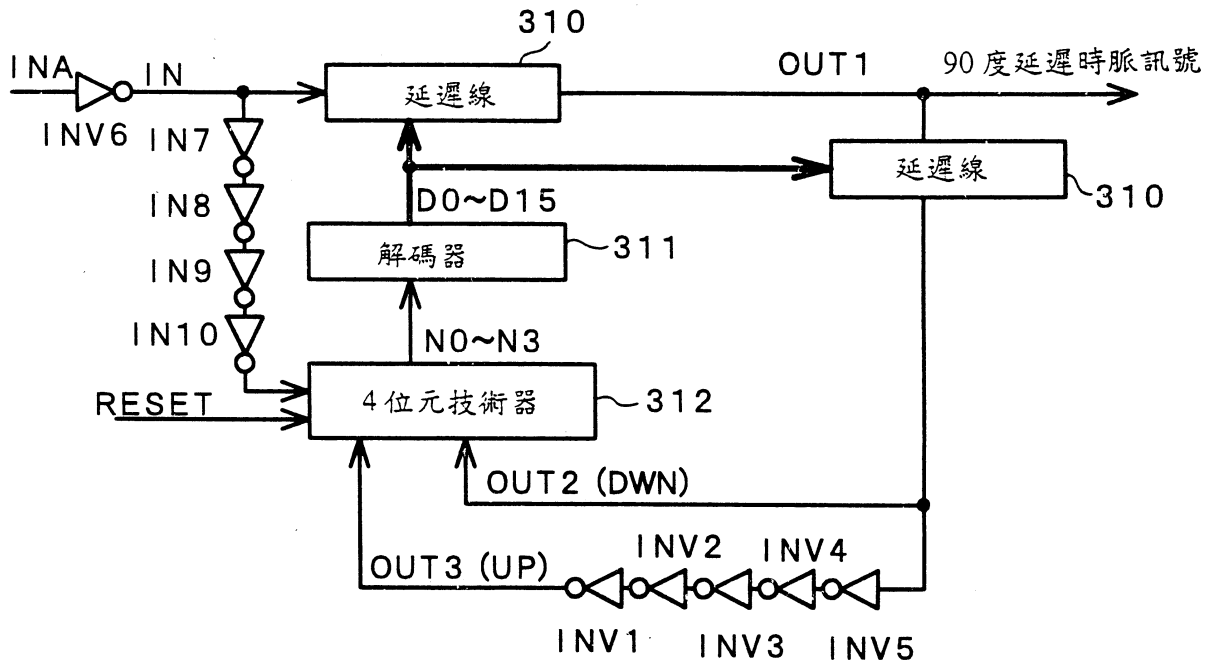 310
INA
IN
延遲線
OUT1
90度延遲時脈訊號
INV6
IN7
延遲線
310
IN8
D0~D15
解碼器
311
IN9
IN10
N0~N3
RESET
4位元技術器
312
OUT2 (DWN)
OUT3 (UP)
INV2
INV4
INV1
INV3
INV5